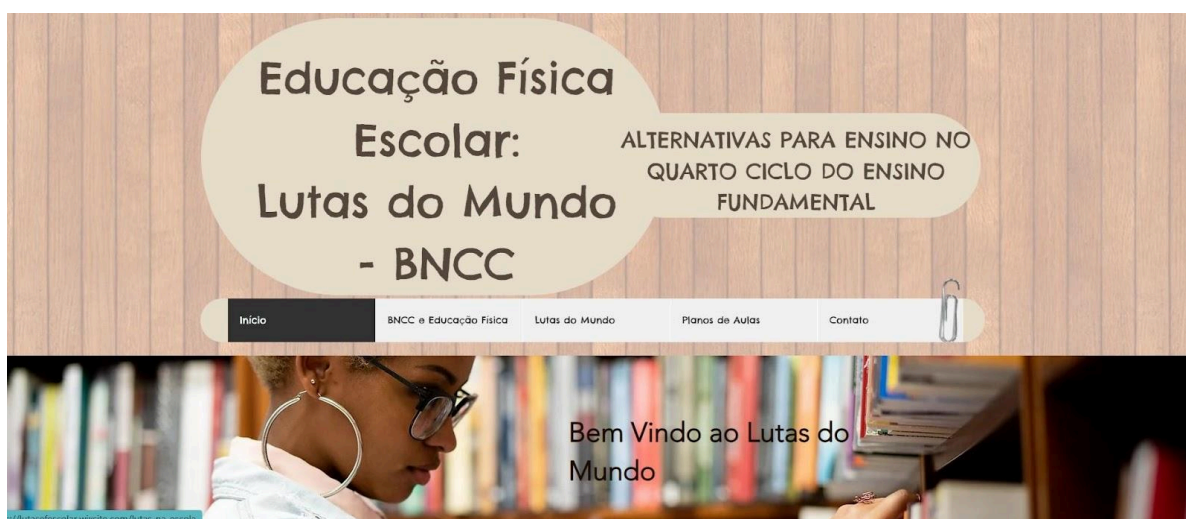 Educação Física
Escolar:
Lutas do Mundo
- BNCC
ALTERNATIVAS PARA ENSINO NO
QUARTO CICLO DO ENSINO
FUNDAMENTAL
Início
BNCC e Educação Física
Lutas do Mundo
Planos de Aulas
Contato
Bem Vindo ao Lutas do
Mundo